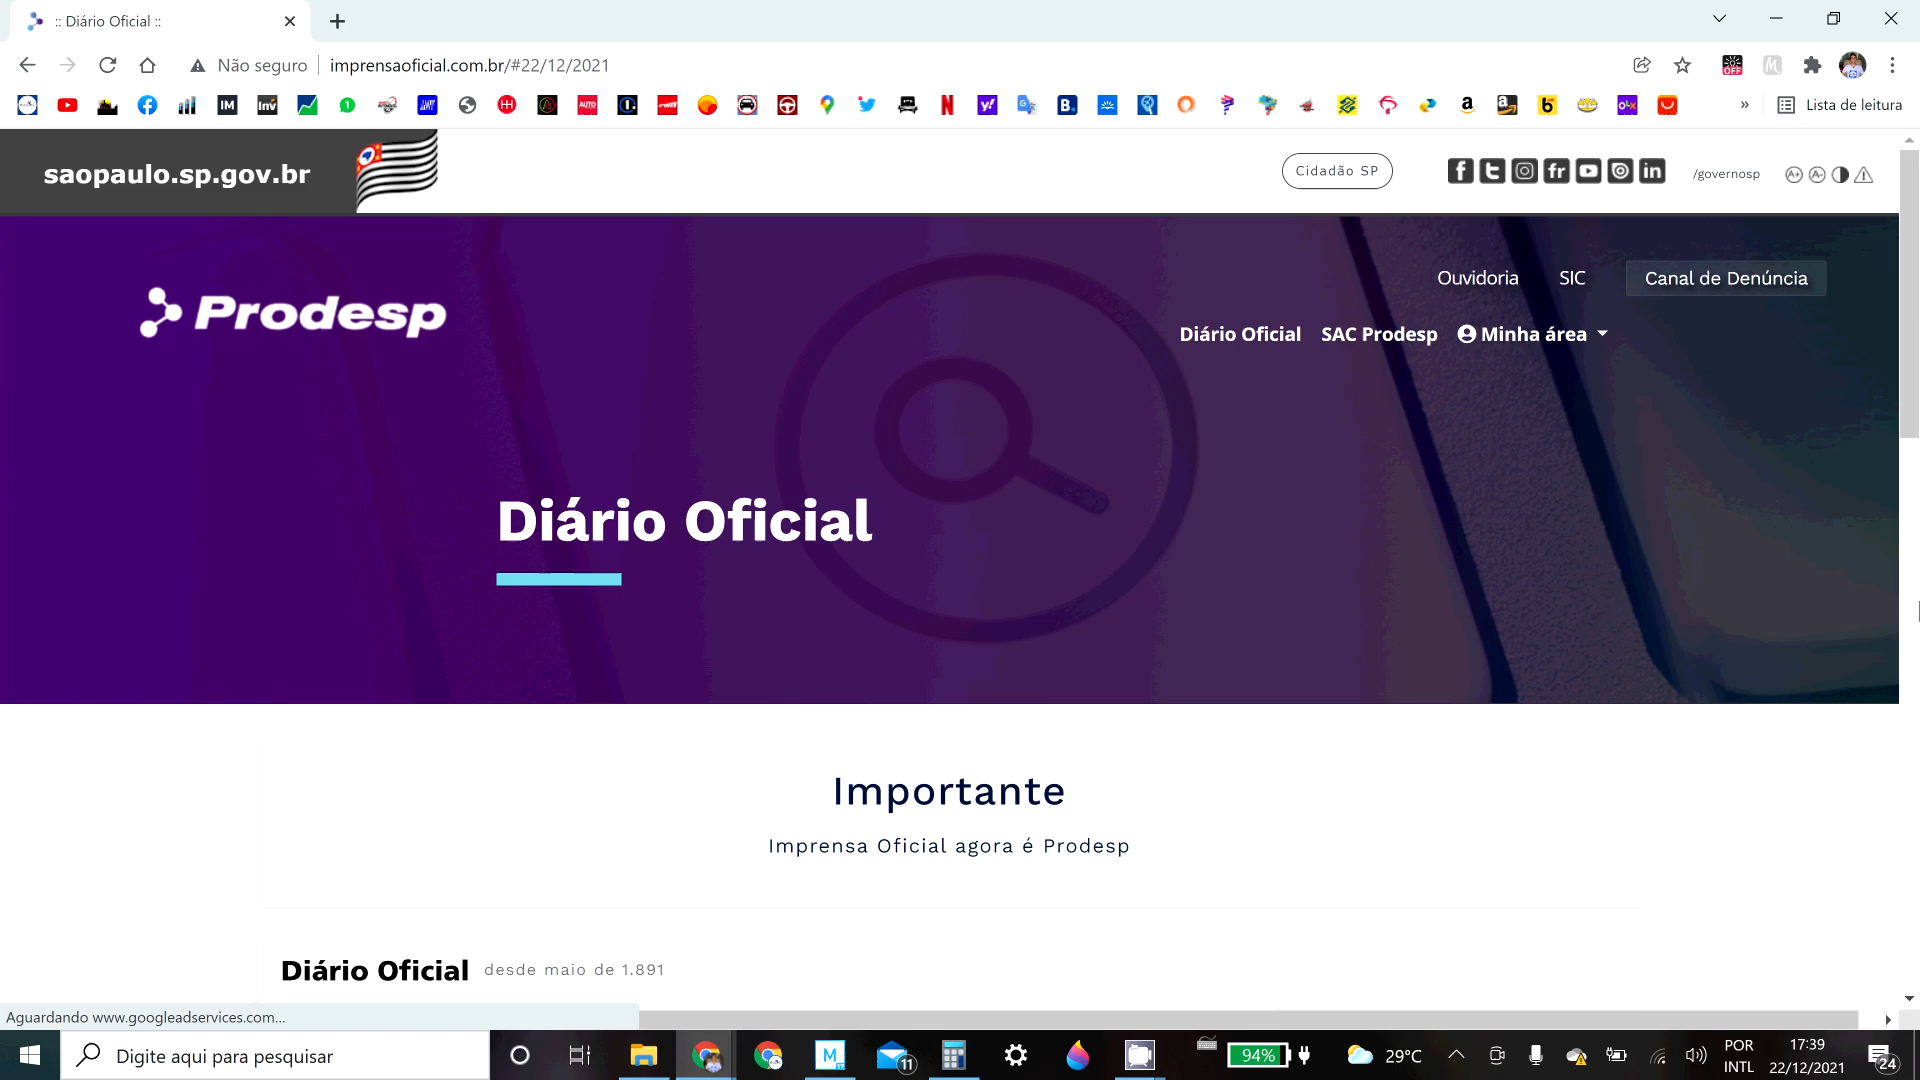 :: Diário Oficial ::
Não seguro
imprensaoficial.com.br/#22/12/2021
Lista de leitura
saopaulo.sp.gov.br
Cidadão SP
/governosp
Ouvidoria
SIC
Canal de Denúncia
Prodesp
Diário Oficial
SAC Prodesp
Minha área
Diário Oficial
Importante
Imprensa Oficial agora é Prodesp
Diário Oficial desde maio de 1.891
Aguardando www.googleadservices.com...
Digite aqui para pesquisar
11
94%
29°C
POR
INTL
17:39
22/12/2021
24